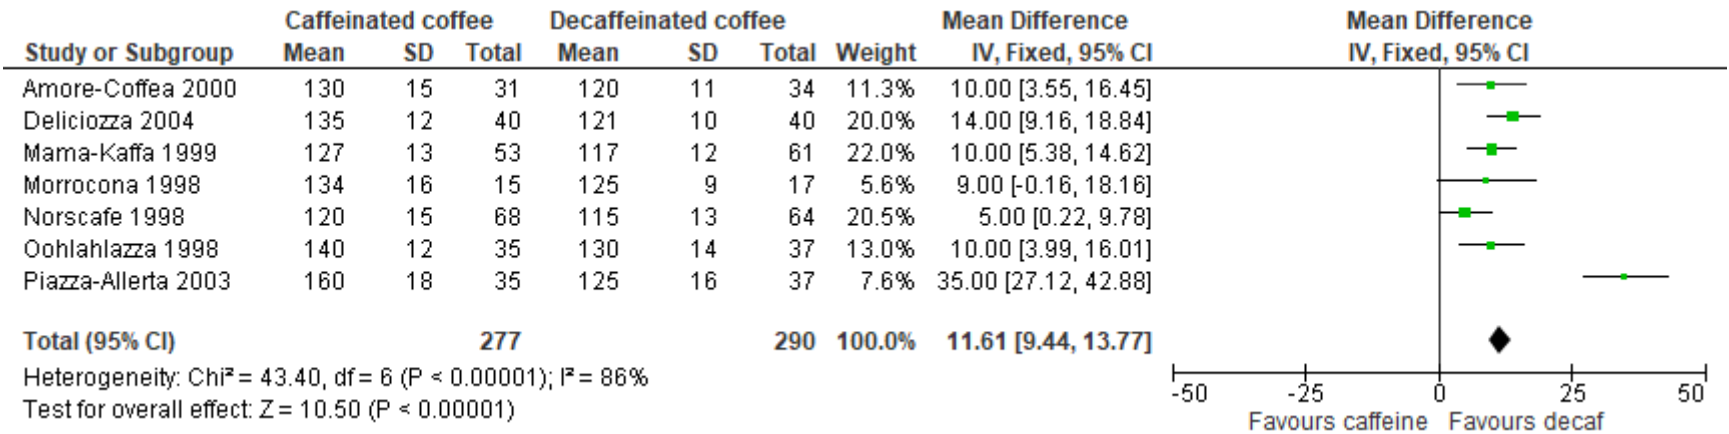 Caffeinated coffee Decaffeinated coffee Mean Difference Mean Difference
Study or Subgroup Mean SD Total Mean SD Total Weight IV, Fixed, 95% CI IV, Fixed, 95% CI
Amore-Coffea 2000 130 15 31 120 11 34 11.3% 10.00 [3.55, 16.45]
Deliciozza 2004 135 12 40 121 10 40 20.0% 14.00 [9.16, 18.84]
Mama-Kaffa 1999 127 13 53 117 12 61 22.0% 10.00 [5.38, 14.62]
Morrocona 1998 134 16 15 125 9 17 5.6% 9.00 [-0.16, 18.16]
Norscafe 1998 120 15 68 115 13 64 20.5% 5.00 [0.22, 9.78]
Oohlahlazza 1998 140 12 35 130 14 37 13.0% 10.00 [3.99, 16.01]
Piazza-Allerta 2003 160 18 35 125 16 37 7.6% 35.00 [27.12, 42.88]
Total (95% CI) 277 290 100.0% 11.61 [9.44, 13.77]
Heterogeneity: Chi² = 43.40, df = 6 (P < 0.00001); I² = 86%
Test for overall effect: Z = 10.50 (P < 0.00001)
-50 -25 0 25 50
Favours caffeine Favours decaf